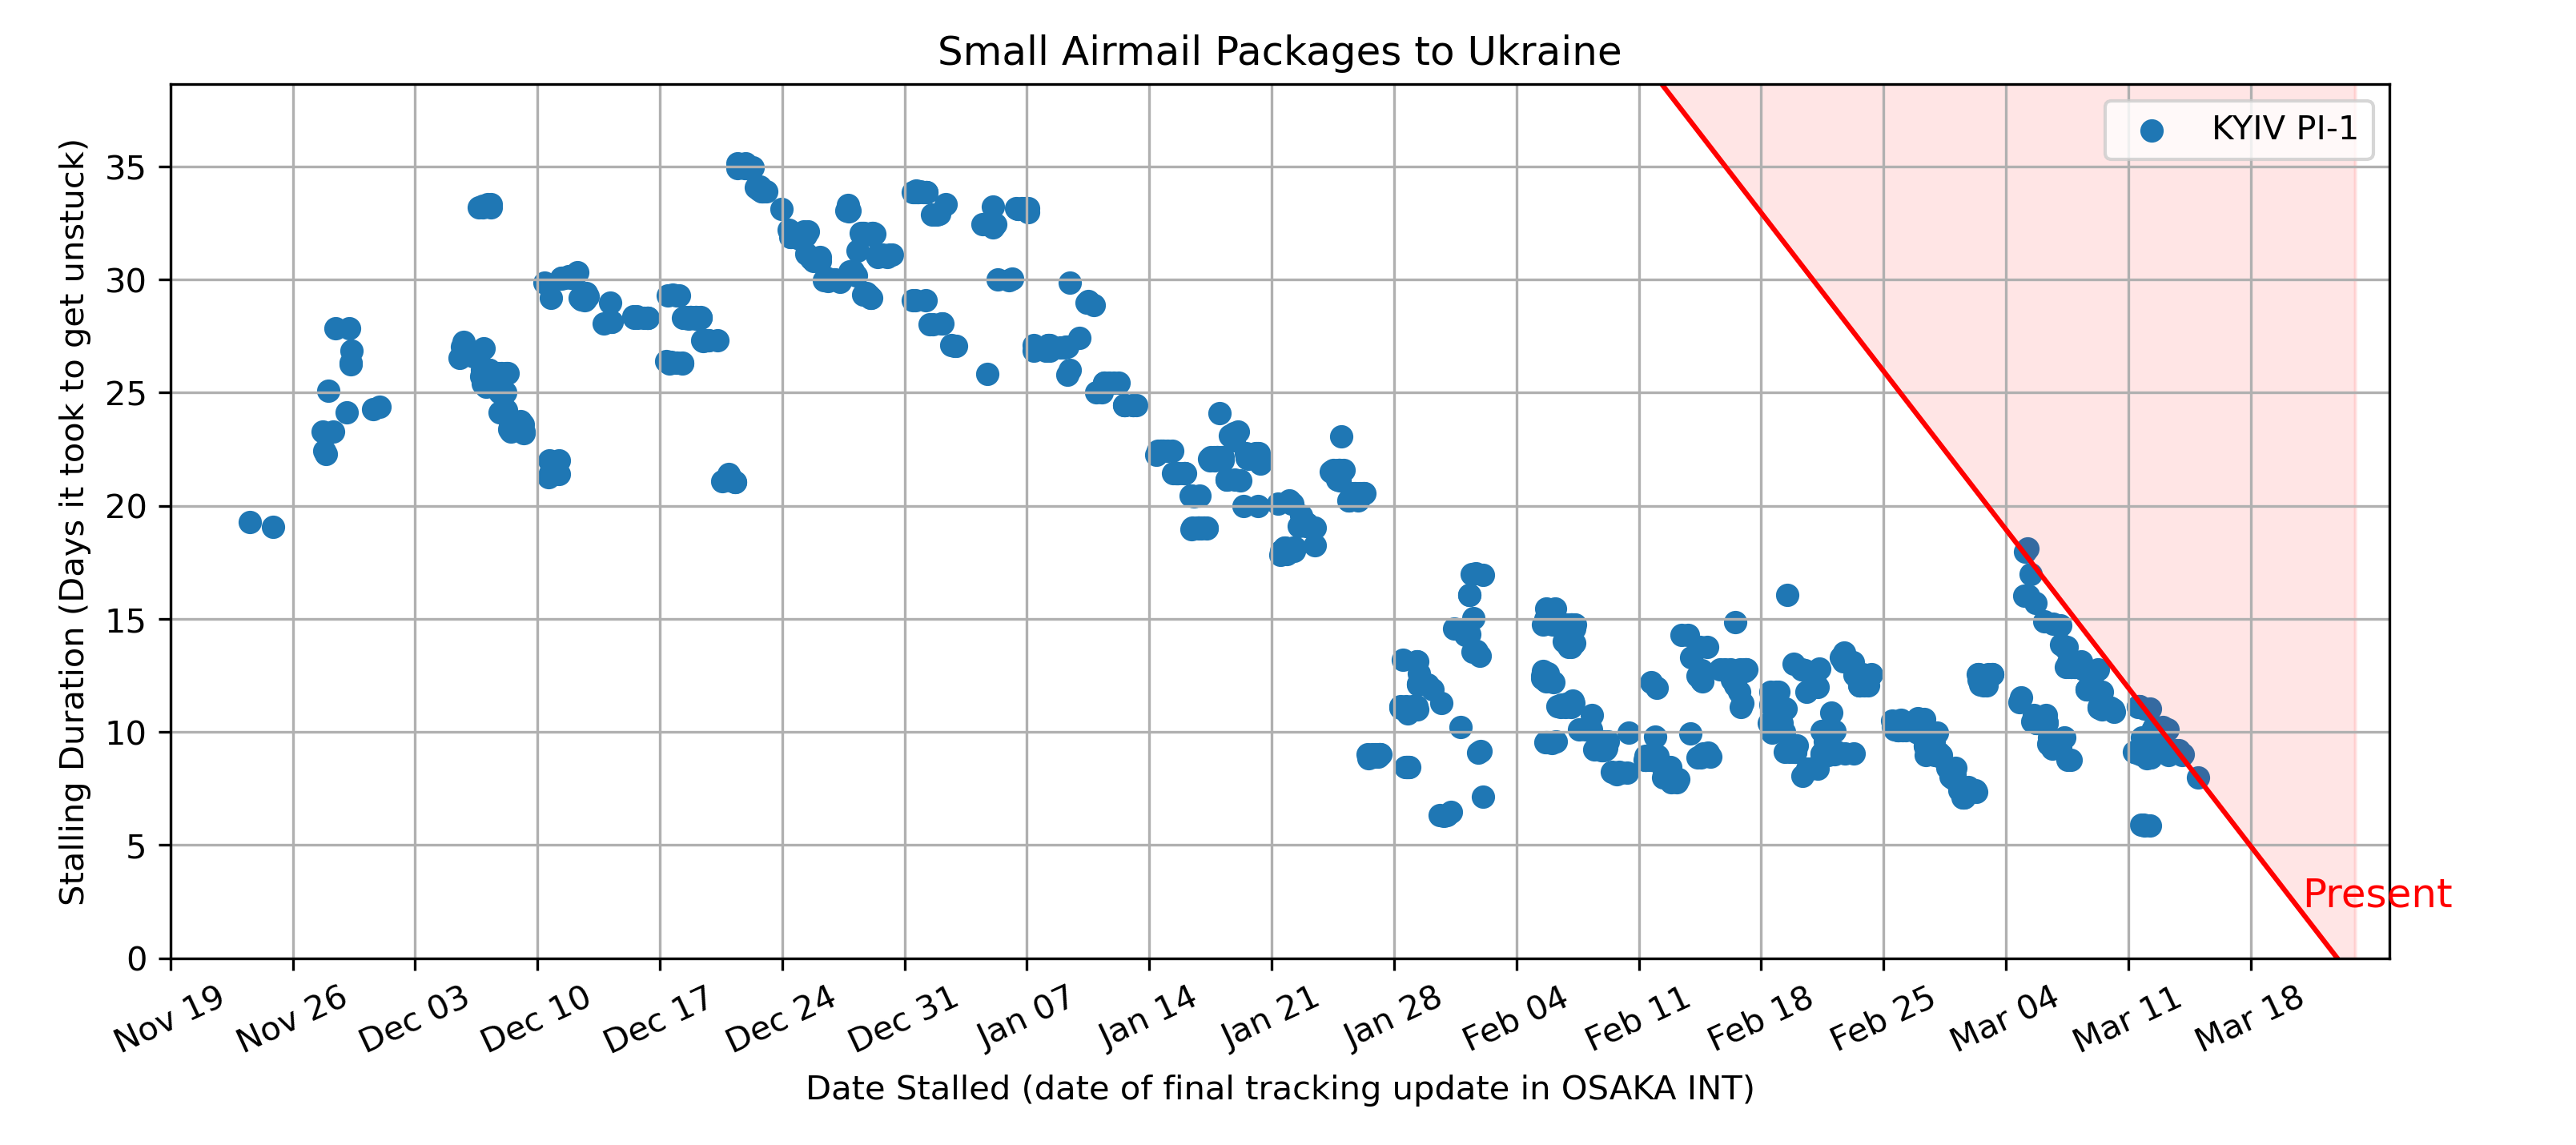 Small Airmail Packages to Ukraine
KYIV PI-1
Stalling Duration (Days it took to get unstuck)
35
30
25
20
15
10
5
0
Present
Nov 19
Nov 26
Dec 03
Dec 10
Dec 17
Dec 24
Dec 31
Jan 07
Jan 14
Jan 21
Jan 28
Feb 04
Feb 11
Feb 18
Feb 25
Mar 04
Mar 11
Mar 18
Date Stalled (date of final tracking update in OSAKA INT)